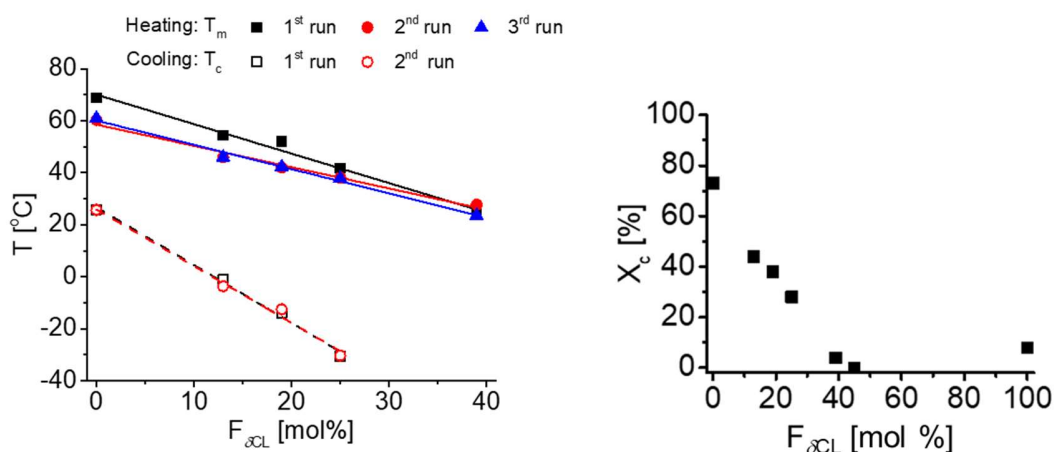 Heating: Tm 1st run 2nd run 3rd run
Cooling: Tc 1st run 2nd run
80
60
40
20
0
-20
-40
T [°C]
0 10 20 30 40
FδCL [mol%]
100
80
60
40
20
0
Xc [%]
0 20 40 60 80 100
FδCL [mol %]